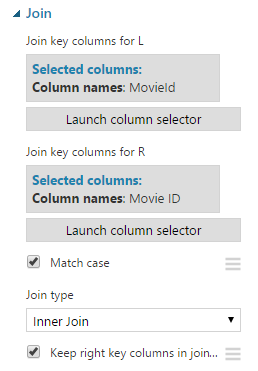 Join
Join key columns for L
Selected columns:
Column names: MovieId
Launch column selector
Join key columns for R
Selected columns:
Column names: Movie ID
Launch column selector
Match case
Join type
Inner Join
Keep right key columns in join...